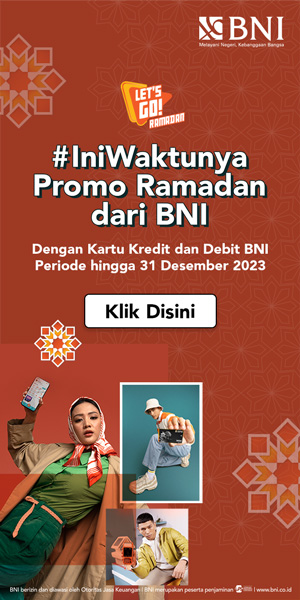 BNI
Melayani Negeri, Kebanggaan Bangsa
LET'S
GO!
RAMADAN
#IniWaktunya
Promo Ramadan
dari BNI
Dengan Kartu Kredit dan Debit BNI
Periode hingga 31 Desember 2023
Klik Disini
BNI berizin dan diawasi oleh Otoritas Jasa Keuangan | BNI merupakan peserta penjaminan | www.bni.co.id